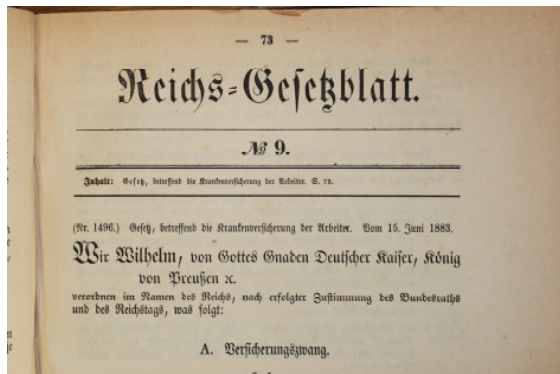 — 73 —
Reichs-Gesetzblatt.
№ 9.
Inhalt: Gesetz, betreffend die Krankenversicherung der Arbeiter. S. 73.
(Nr. 1496.) Gesetz, betreffend die Krankenversicherung der Arbeiter. Vom 15. Juni 1883.
Wir Wilhelm, von Gottes Gnaden Deutscher Kaiser, König
von Preußen ꝛc.
verordnen im Namen des Reichs, nach erfolgter Zustimmung des Bundesraths
und des Reichstags, was folgt:
A. Versicherungszwang.